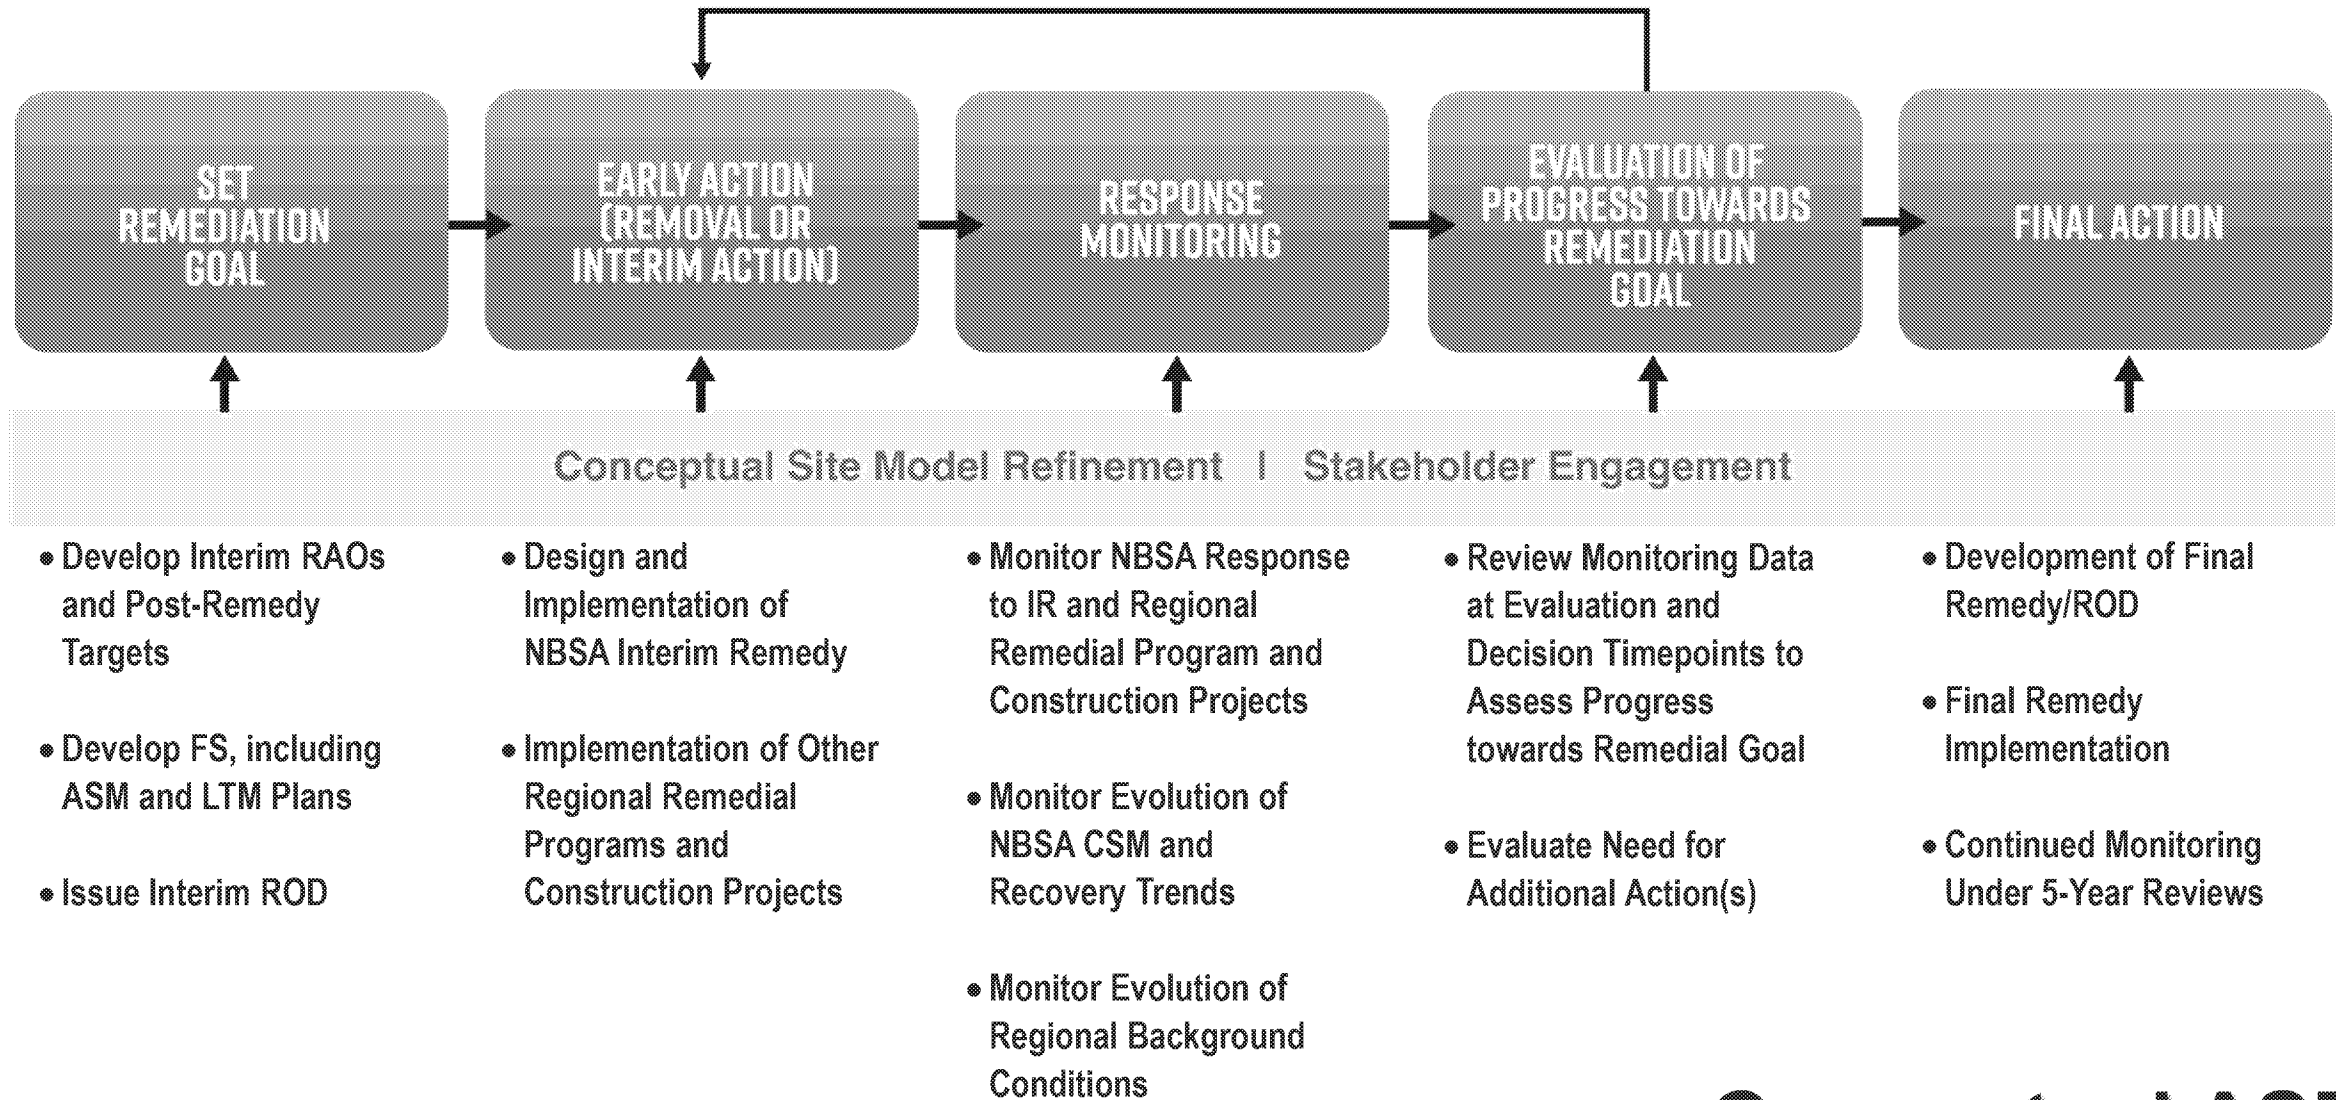 SET
REMEDIATION
GOAL
EARLY ACTION
(REMOVAL OR
INTERIM ACTION)
RESPONSE
MONITORING
EVALUATION OF
PROGRESS TOWARDS
REMEDIATION
GOAL
FINAL ACTION
Conceptual Site Model Refinement | Stakeholder Engagement
• Develop Interim RAOs
and Post-Remedy
Targets
• Develop FS, including
ASM and LTM Plans
• Issue Interim ROD
• Design and
Implementation of
NBSA Interim Remedy
• Implementation of Other
Regional Remedial
Programs and
Construction Projects
• Monitor NBSA Response
to IR and Regional
Remedial Program and
Construction Projects
• Monitor Evolution of
NBSA CSM and
Recovery Trends
• Monitor Evolution of
Regional Background
Conditions
• Review Monitoring Data
at Evaluation and
Decision Timepoints to
Assess Progress
towards Remedial Goal
• Evaluate Need for
Additional Action(s)
• Development of Final
Remedy/ROD
• Final Remedy
Implementation
• Continued Monitoring
Under 5-Year Reviews